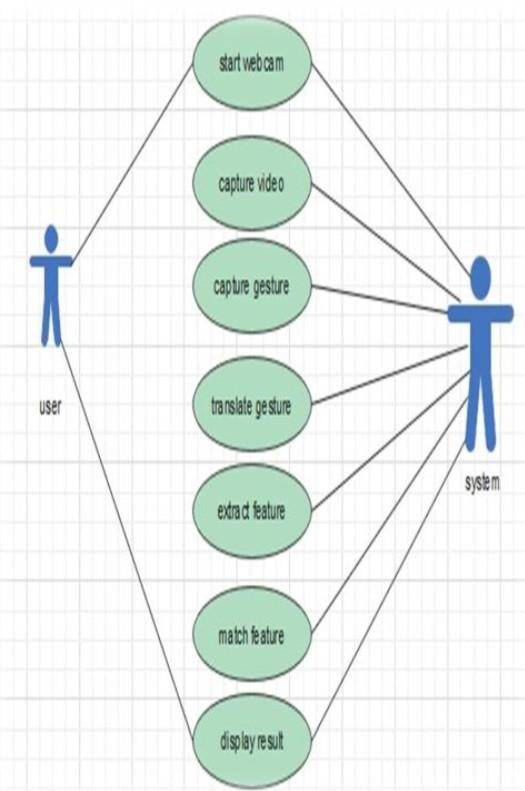 start webcam
capture video
capture gesture
translate gesture
extract feature
match feature
display result
user
system